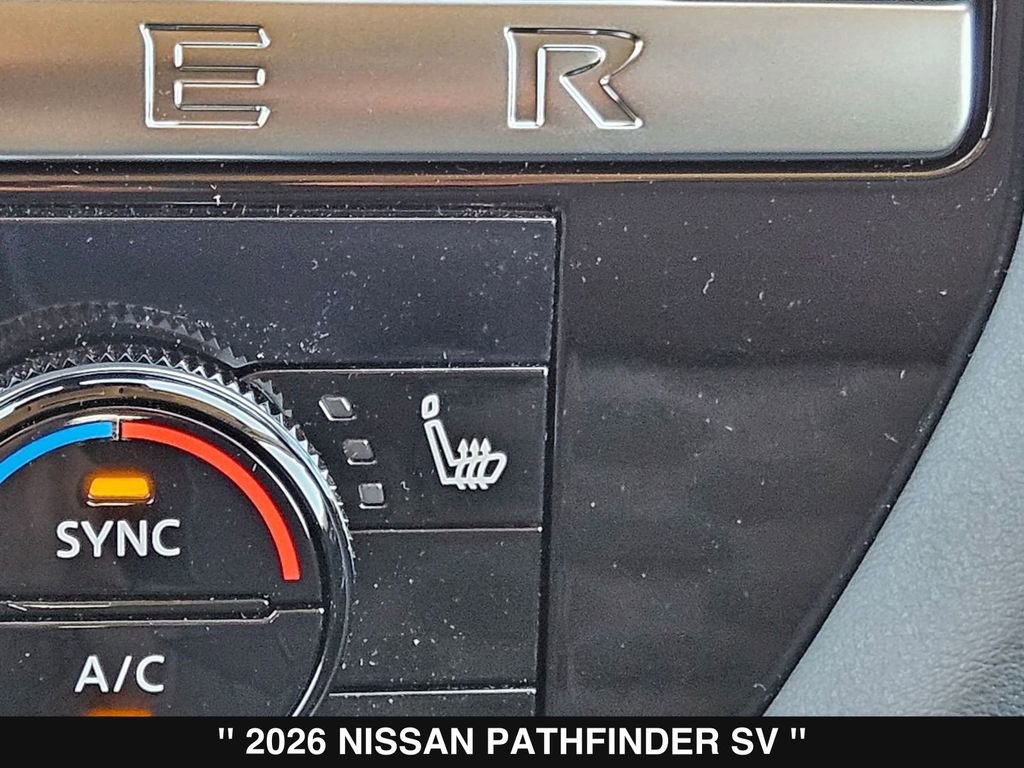 E R
SYNC
A/C
" 2026 NISSAN PATHFINDER SV "